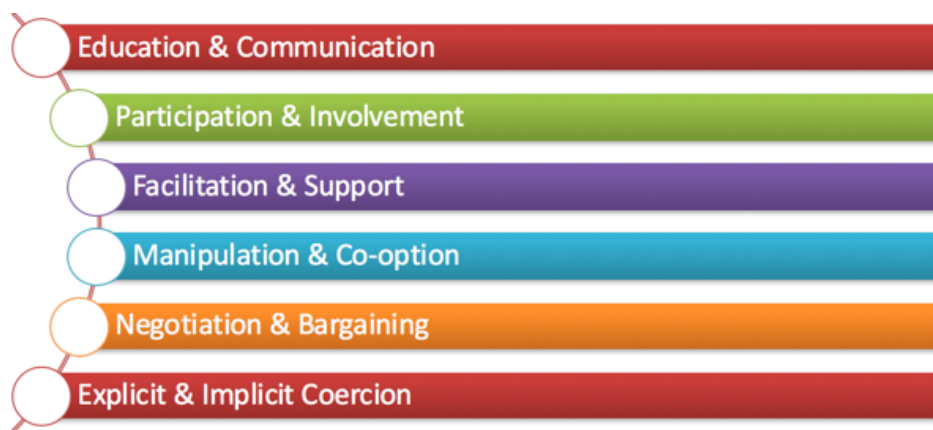 Education & Communication
Participation & Involvement
Facilitation & Support
Manipulation & Co-option
Negotiation & Bargaining
Explicit & Implicit Coercion